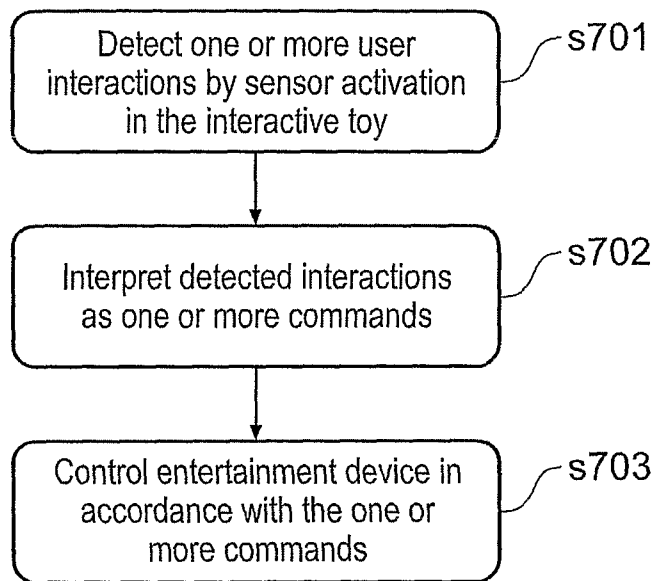 Detect one or more user
interactions by sensor activation
in the interactive toy
s701
Interpret detected interactions
as one or more commands
s702
Control entertainment device in
accordance with the one or
more commands
s703